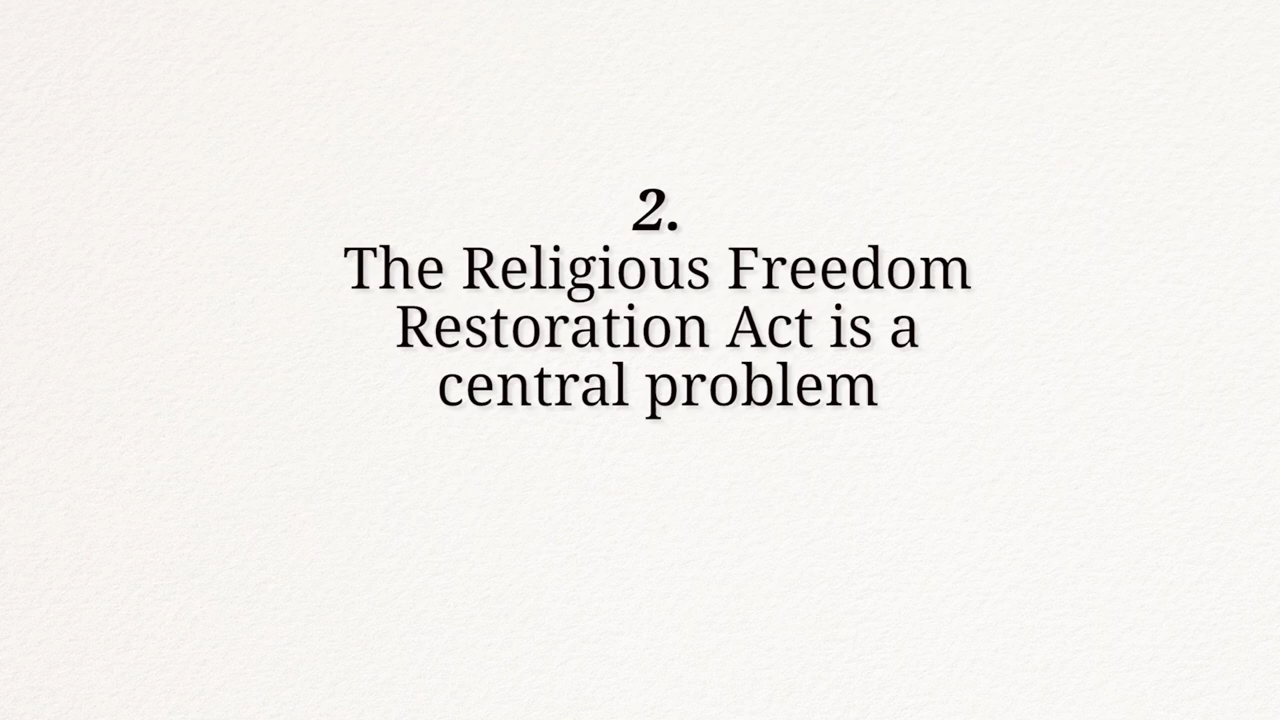 2.
The Religious Freedom
Restoration Act is a
central problem